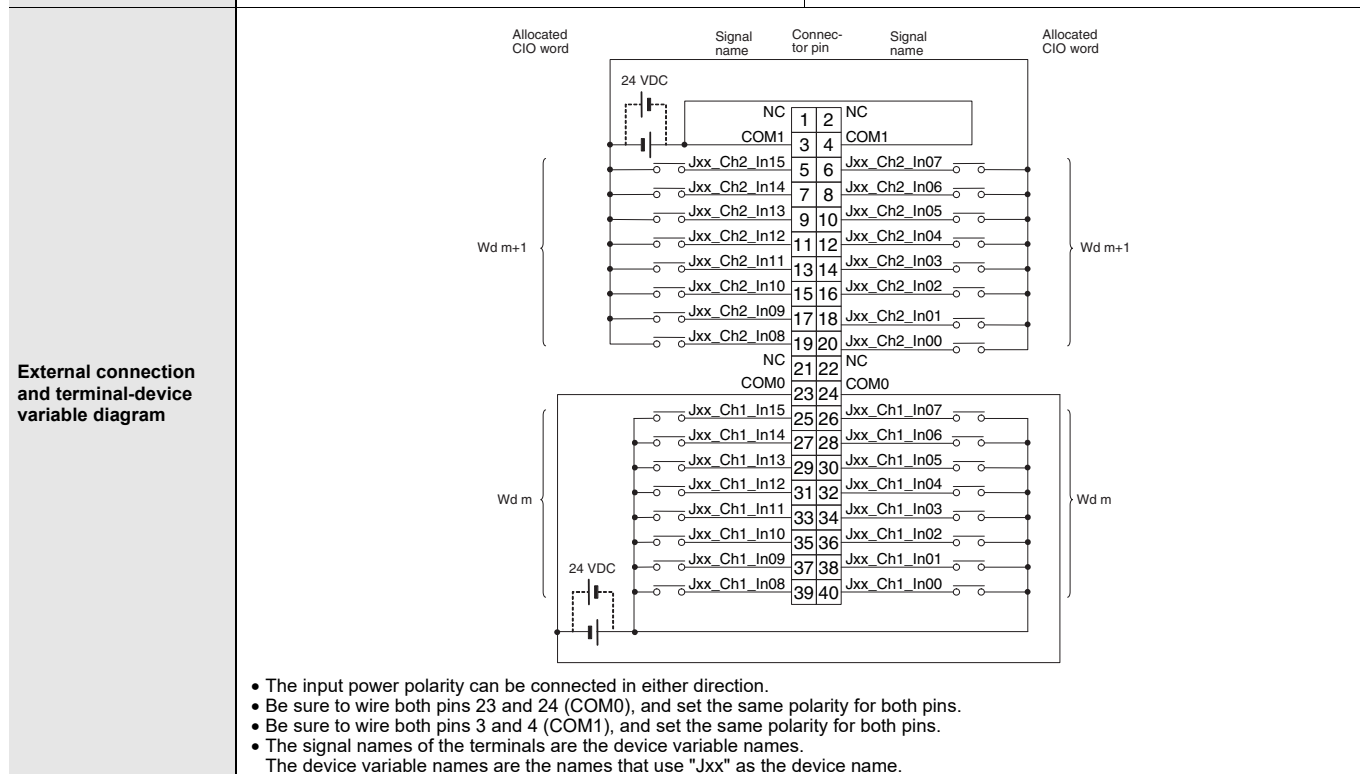 External connection
and terminal-device
variable diagram
Allocated
CIO word
Signal
name
Connec-
tor pin
Signal
name
Allocated
CIO word
24 VDC
NC 1 2 NC
COM1 3 4 COM1
Jxx_Ch2_In15 5 6 Jxx_Ch2_In07
Jxx_Ch2_In14 7 8 Jxx_Ch2_In06
Jxx_Ch2_In13 9 10 Jxx_Ch2_In05
Wd m+1 Jxx_Ch2_In12 11 12 Jxx_Ch2_In04 Wd m+1
Jxx_Ch2_In11 13 14 Jxx_Ch2_In03
Jxx_Ch2_In10 15 16 Jxx_Ch2_In02
Jxx_Ch2_In09 17 18 Jxx_Ch2_In01
Jxx_Ch2_In08 19 20 Jxx_Ch2_In00
NC 21 22 NC
COM0 23 24 COM0
Jxx_Ch1_In15 25 26 Jxx_Ch1_In07
Jxx_Ch1_In14 27 28 Jxx_Ch1_In06
Jxx_Ch1_In13 29 30 Jxx_Ch1_In05
Wd m Jxx_Ch1_In12 31 32 Jxx_Ch1_In04 Wd m
Jxx_Ch1_In11 33 34 Jxx_Ch1_In03
Jxx_Ch1_In10 35 36 Jxx_Ch1_In02
Jxx_Ch1_In09 37 38 Jxx_Ch1_In01
24 VDC
Jxx_Ch1_In08 39 40 Jxx_Ch1_In00
• The input power polarity can be connected in either direction.
• Be sure to wire both pins 23 and 24 (COM0), and set the same polarity for both pins.
• Be sure to wire both pins 3 and 4 (COM1), and set the same polarity for both pins.
• The signal names of the terminals are the device variable names.
The device variable names are the names that use "Jxx" as the device name.